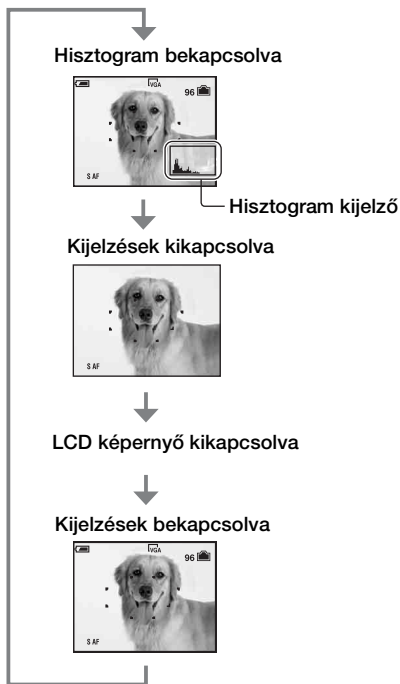 Hisztogram bekapcsolva
VGA
96
S AF
Hisztogram kijelző
Kijelzések kikapcsolva
S AF
LCD képernyő kikapcsolva
Kijelzések bekapcsolva
VGA
96
S AF